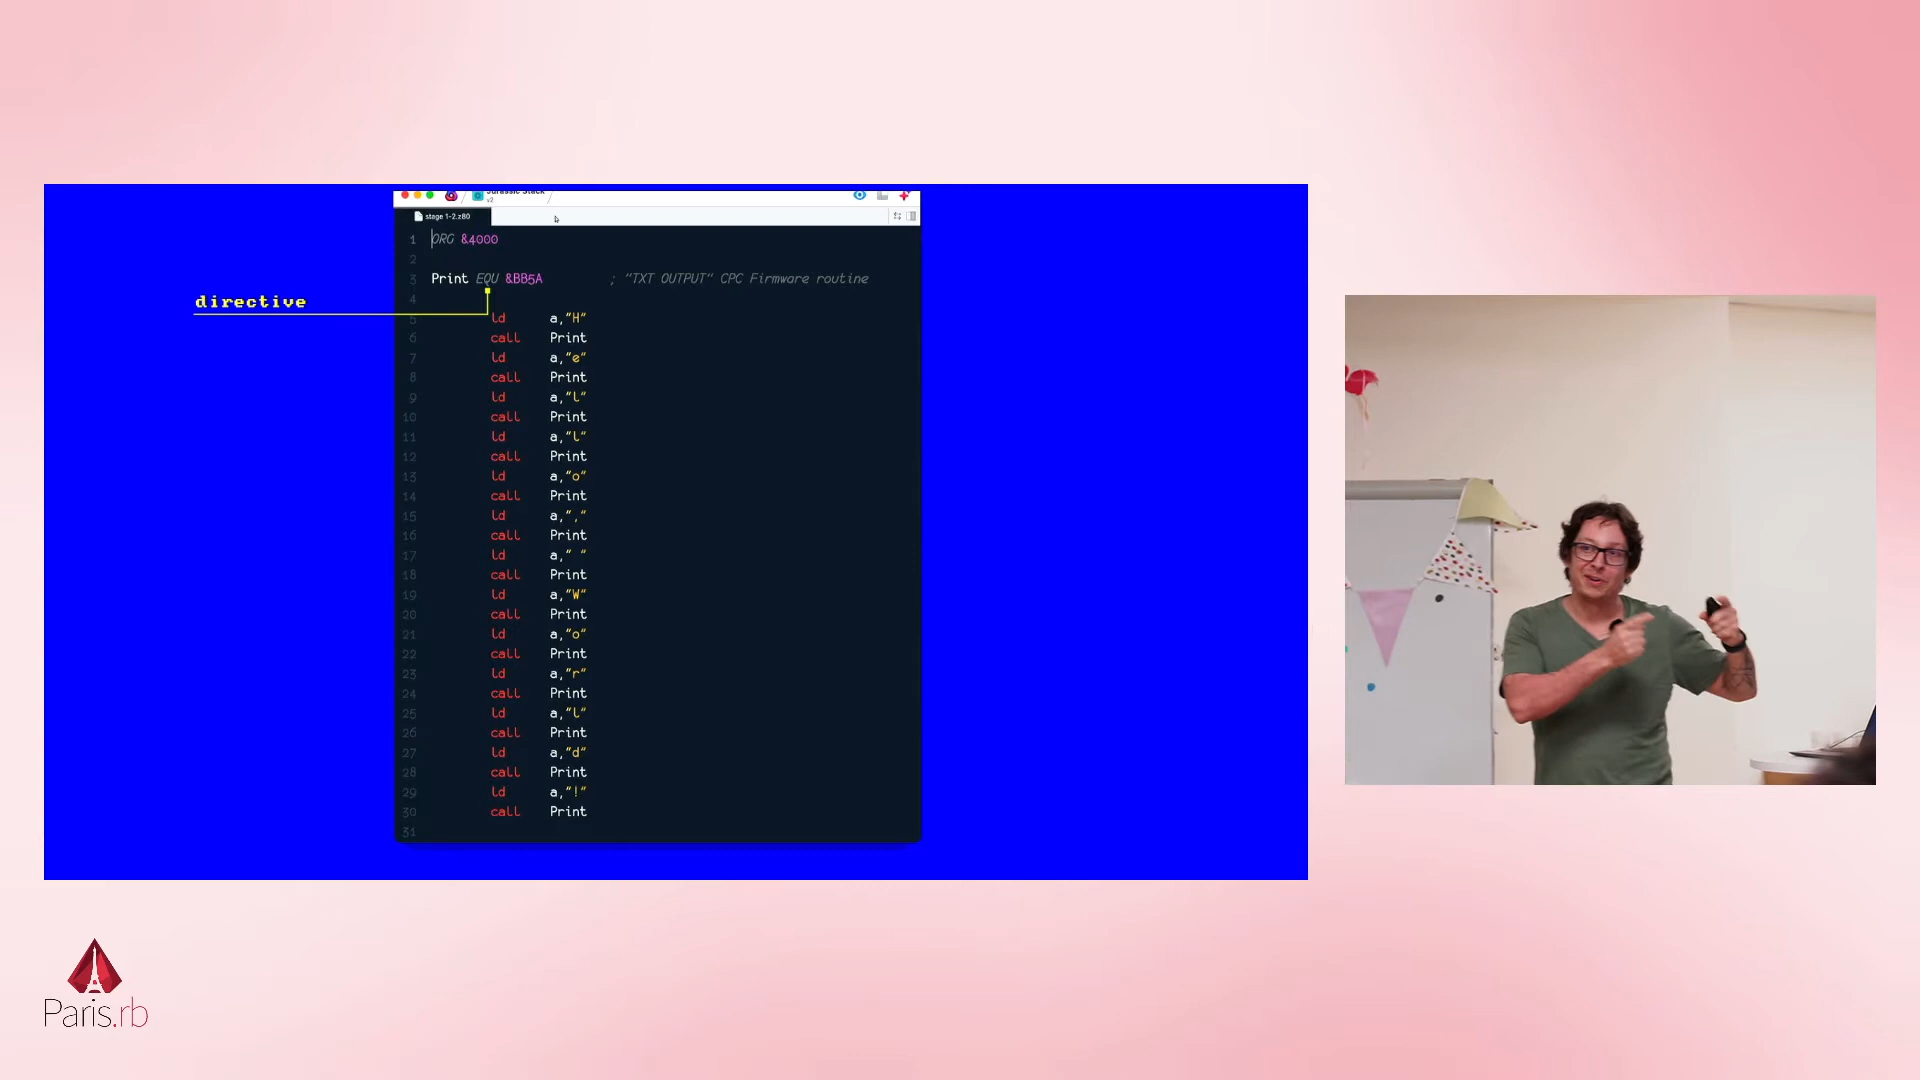 Jurassic Stack
v2
stage 1-2.z80
1 ORG &4000
2
3 Print EQU &BB5A ; "TXT OUTPUT" CPC Firmware routine
directive
4
5 ld a,"H"
6 call Print
7 ld a,"e"
8 call Print
9 ld a,"l"
10 call Print
11 ld a,"l"
12 call Print
13 ld a,"o"
14 call Print
15 ld a,","
16 call Print
17 ld a," "
18 call Print
19 ld a,"W"
20 call Print
21 ld a,"o"
22 call Print
23 ld a,"r"
24 call Print
25 ld a,"l"
26 call Print
27 ld a,"d"
28 call Print
29 ld a,"!"
30 call Print
31
Paris.rb